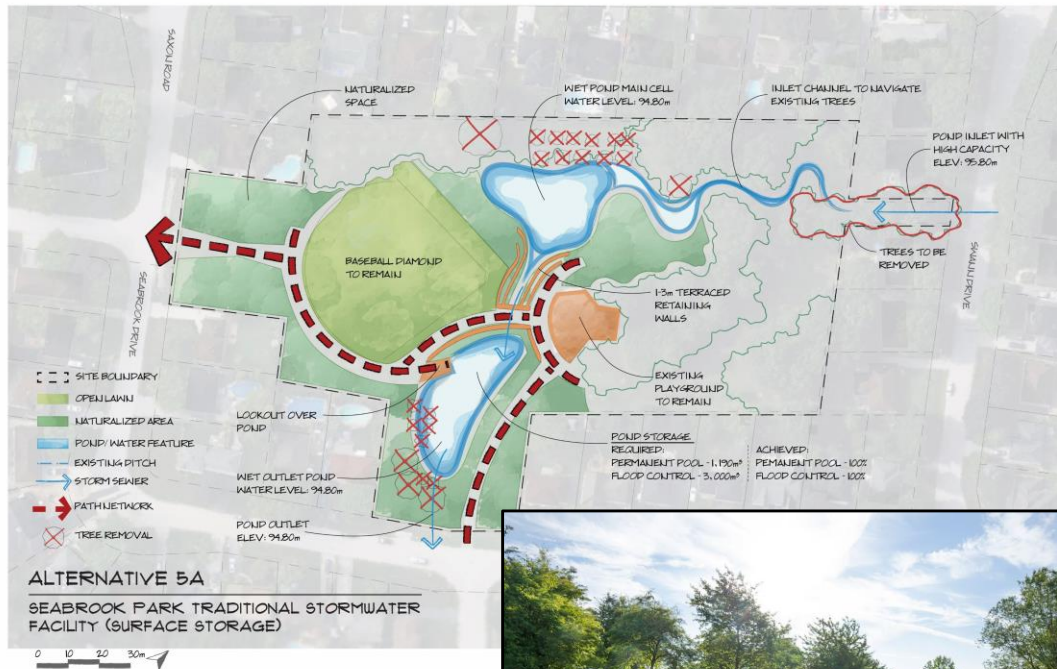 SAXON ROAD
NATURALIZED
SPACE
WET POND MAIN CELL
WATER LEVEL: 94.80m
INLET CHANNEL TO NAVIGATE
EXISTING TREES
POND INLET WITH
HIGH CAPACITY
ELEV: 95.80m
BASEBALL DIAMOND
TO REMAIN
TREES TO BE
REMOVED
SWAUN DRIVE
SEABROOK DRIVE
1-3m TERRACED
RETAINING
WALLS
EXISTING
PLAYGROUND
TO REMAIN
SITE BOUNDARY
OPEN LAWN
NATURALIZED AREA
POND/ WATER FEATURE
EXISTING DITCH
STORM SEWER
PATH NETWORK
TREE REMOVAL
LOOKOUT OVER
POND
WET OUTLET POND
WATER LEVEL: 94.80m
POND OUTLET
ELEV: 94.80m
POND STORAGE
REQUIRED:
PERMANENT POOL - 1,190m³
FLOOD CONTROL - 3,000m³
ACHIEVED:
PEMANENT POOL - 100%
FLOOD CONTROL - 100%
ALTERNATIVE 5A
SEABROOK PARK TRADITIONAL STORMWATER
FACILITY (SURFACE STORAGE)
0 10 20 30m